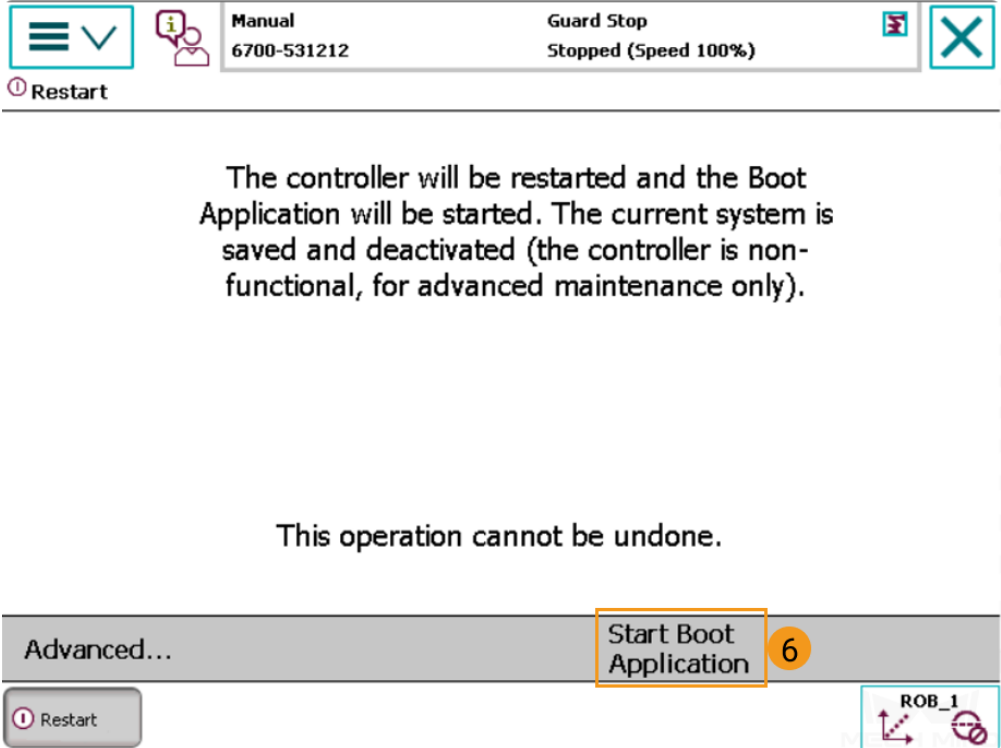 Manual
6700-531212
Guard Stop
Stopped (Speed 100%)
Restart
The controller will be restarted and the Boot
Application will be started. The current system is
saved and deactivated (the controller is non-
functional, for advanced maintenance only).
This operation cannot be undone.
Advanced...
Start Boot
Application
6
Restart
ROB_1